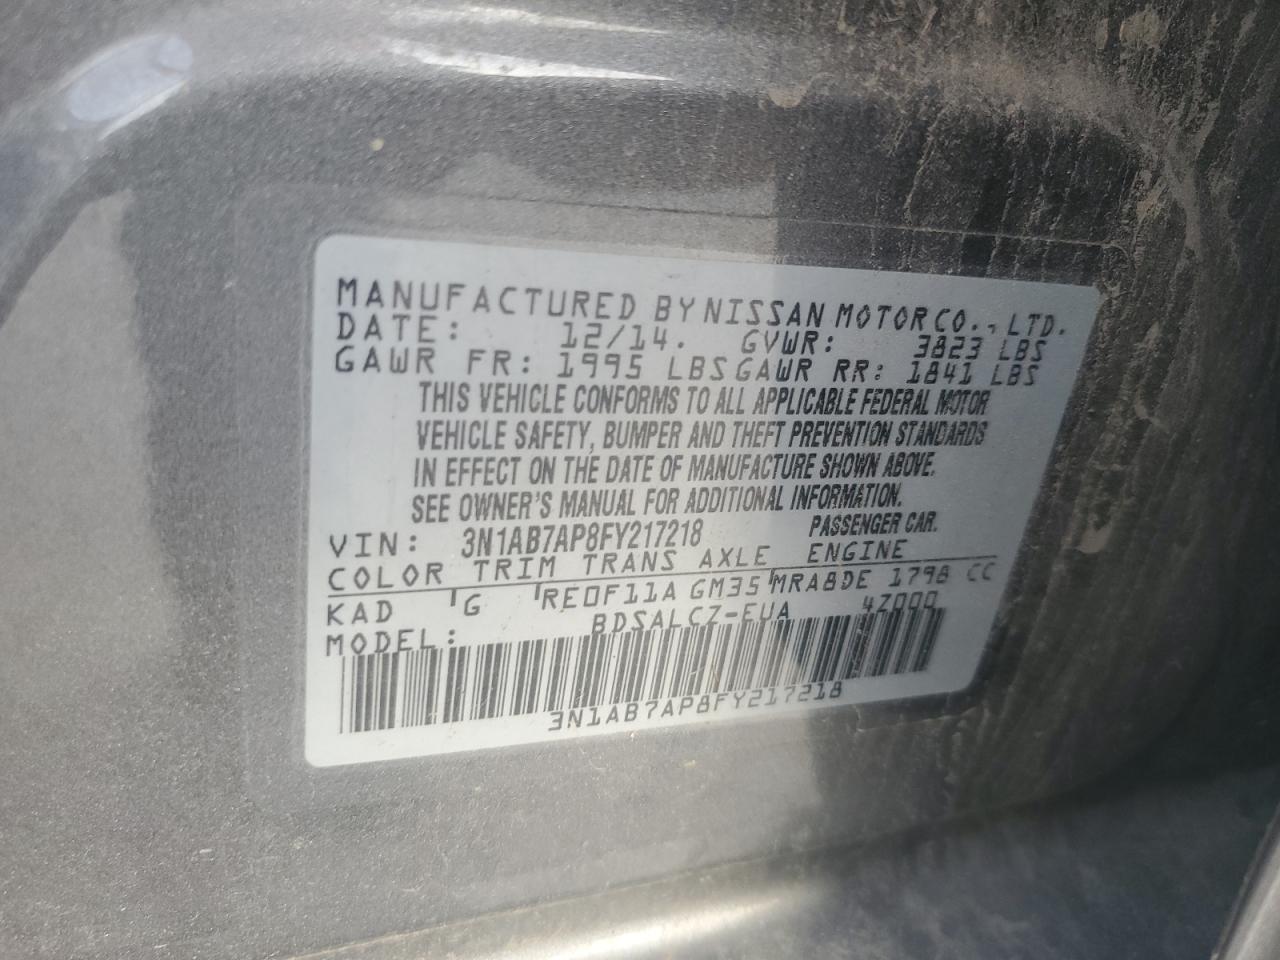 MANUFACTURED BY NISSAN MOTOR CO., LTD.
DATE: 12/14. GVWR: 3823 LBS
GAWR FR: 1995 LBS GAWR RR: 1841 LBS
THIS VEHICLE CONFORMS TO ALL APPLICABLE FEDERAL MOTOR
VEHICLE SAFETY, BUMPER AND THEFT PREVENTION STANDARDS
IN EFFECT ON THE DATE OF MANUFACTURE SHOWN ABOVE.
SEE OWNER'S MANUAL FOR ADDITIONAL INFORMATION.
VIN: 3N1AB7AP8FY217218 PASSENGER CAR.
COLOR TRIM TRANS AXLE ENGINE
KAD G RE0F11A GM35 MRA8DE 1798 CC
MODEL: BDSALCZ-EUA 4Z000
3N1AB7AP8FY217218